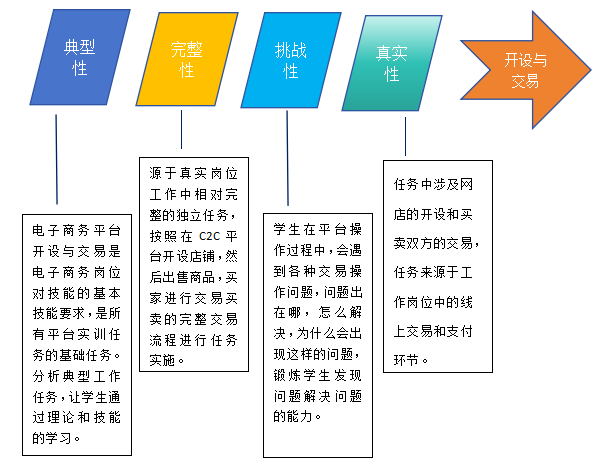 典型
性
完整
性
挑战
性
真实
性
开设与
交易
电子商务平台
开设与交易是
电子商务岗位
对技能的基本
技能要求，是所
有平台实训任
务的基础任务。
分析典型工作
任务，让学生通
过理论和技能
的学习。
源于真实岗位
工作中相对完
整的独立任务，
按照在 C2C 平
台开设店铺，然
后出售商品，买
家进行交易买
卖的完整交易
流程进行任务
实施。
学生在平台操
作过程中，会遇
到各种交易操
作问题，问题出
在哪，怎么解
决，为什么会出
现这样的问题，
锻炼学生发现
问题解决问题
的能力。
任务中涉及网
店的开设和买
卖双方的交易，
任务来源于工
作岗位中的线
上交易和支付
环节。